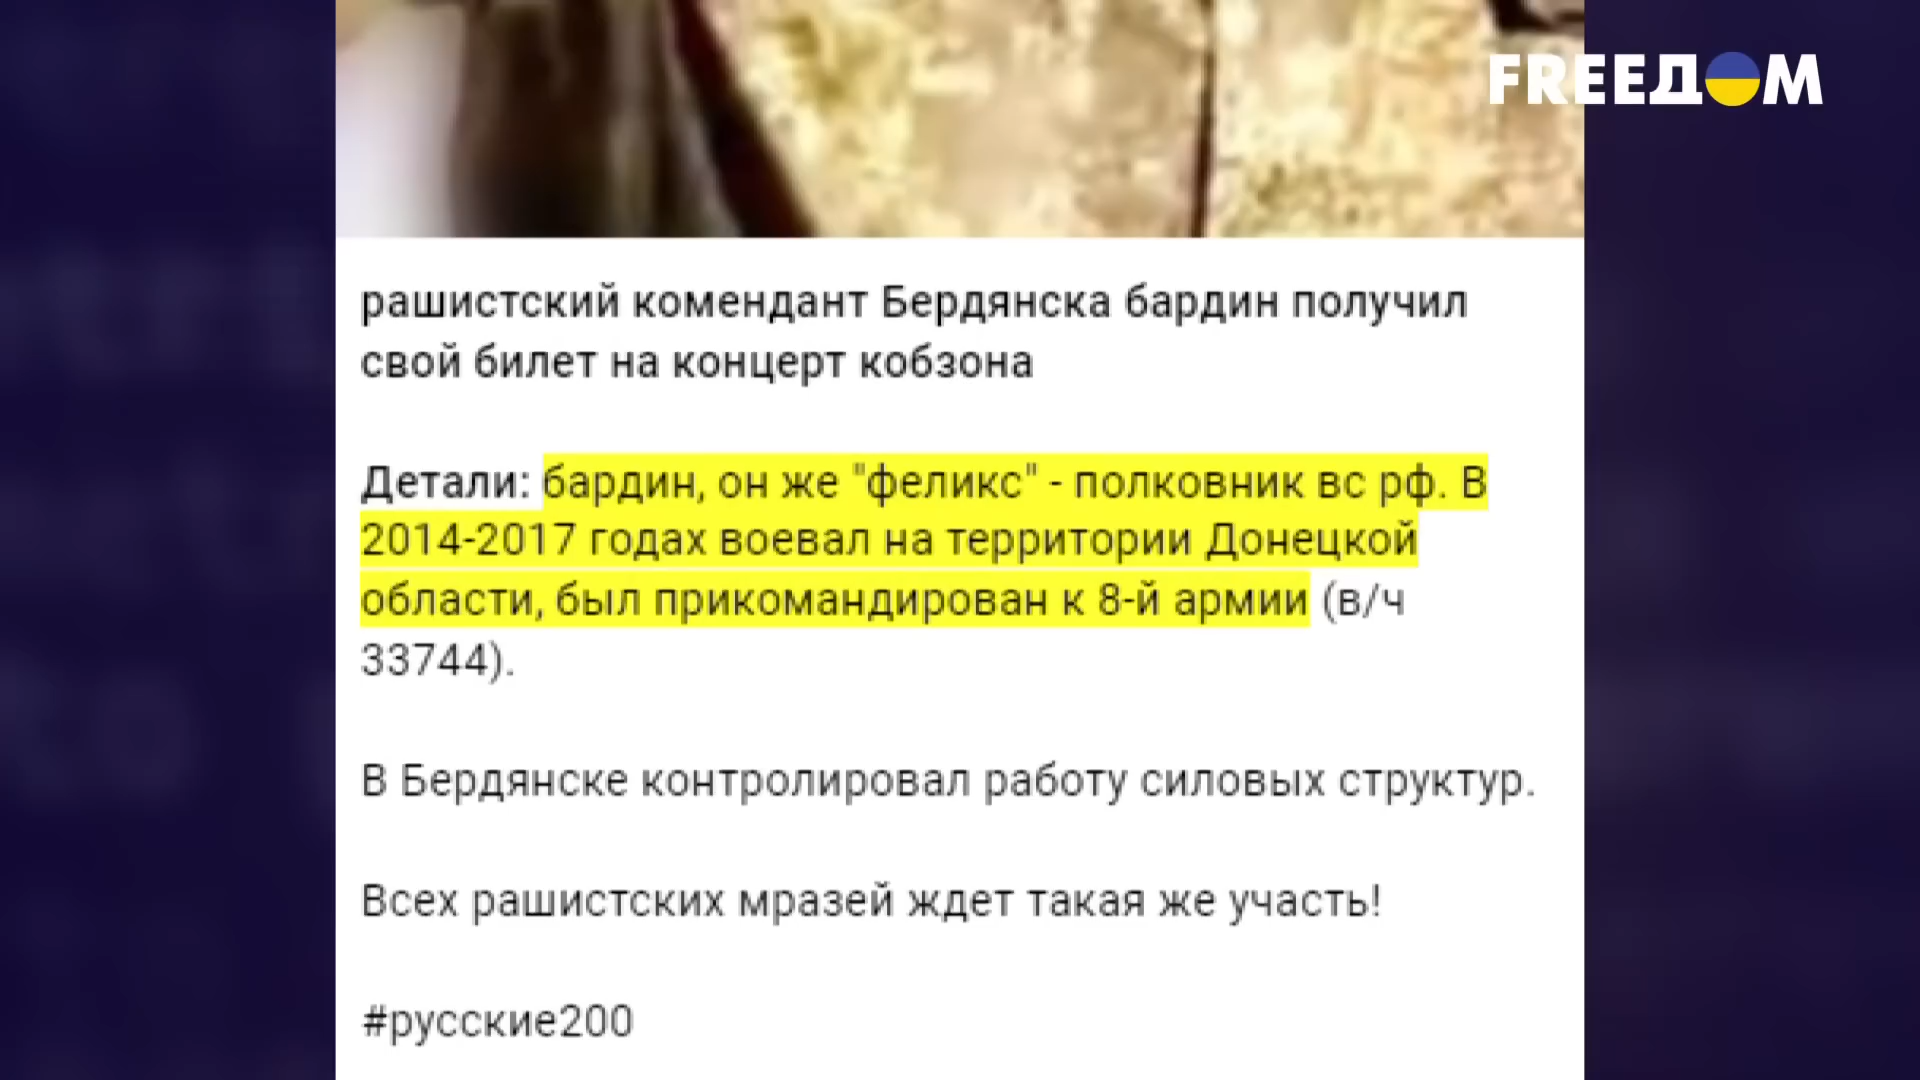 FREEДOM
рашистский комендант Бердянска бардин получил
свой билет на концерт кобзона
Детали: бардин, он же "феликс" - полковник вс рф. В
2014-2017 годах воевал на территории Донецкой
области, был прикомандирован к 8-й армии (в/ч
33744).
В Бердянске контролировал работу силовых структур.
Всех рашистских мразей ждет такая же участь!
#русские200